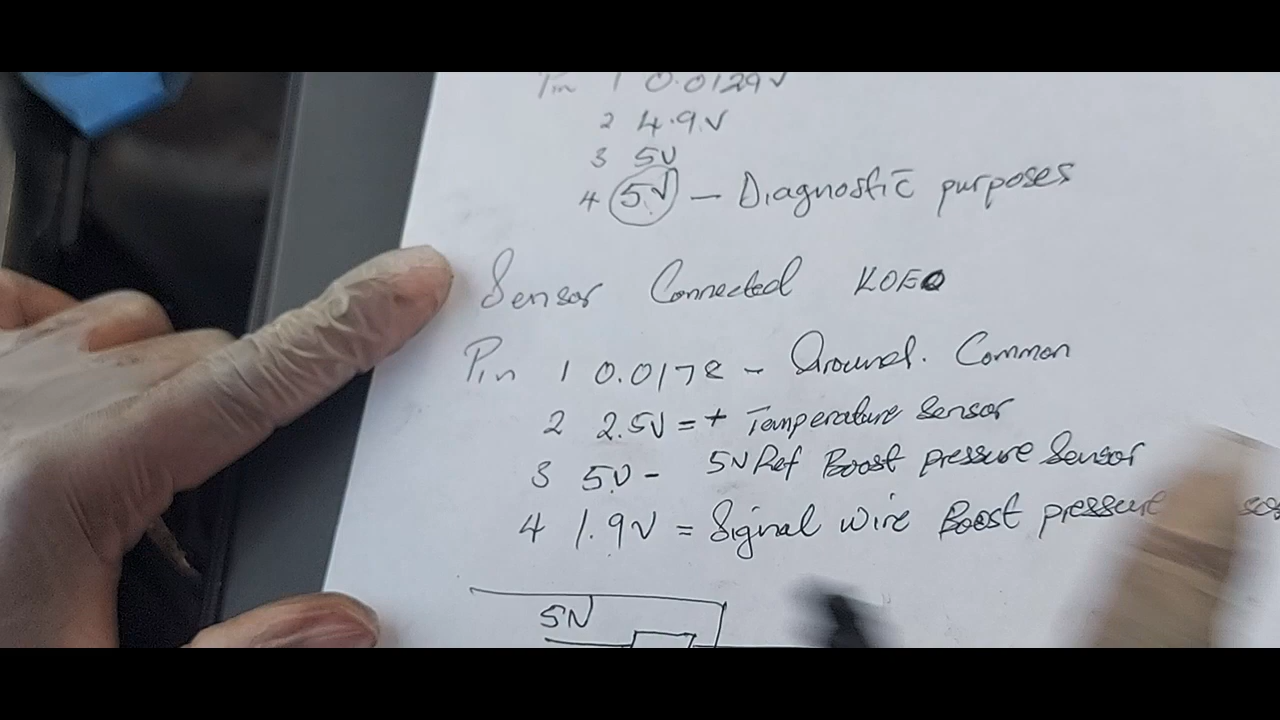 Pin 1 0.0129V
2 4.9V
3 5V
4 5V - Diagnostic purposes
Sensor Connected KOEO
Pin 1 0.0178 - Ground. Common
2 2.5V = + Temperature Sensor
3 5V - 5V Ref Boost pressure Sensor
4 1.9V = Signal wire Boost pressure
5V